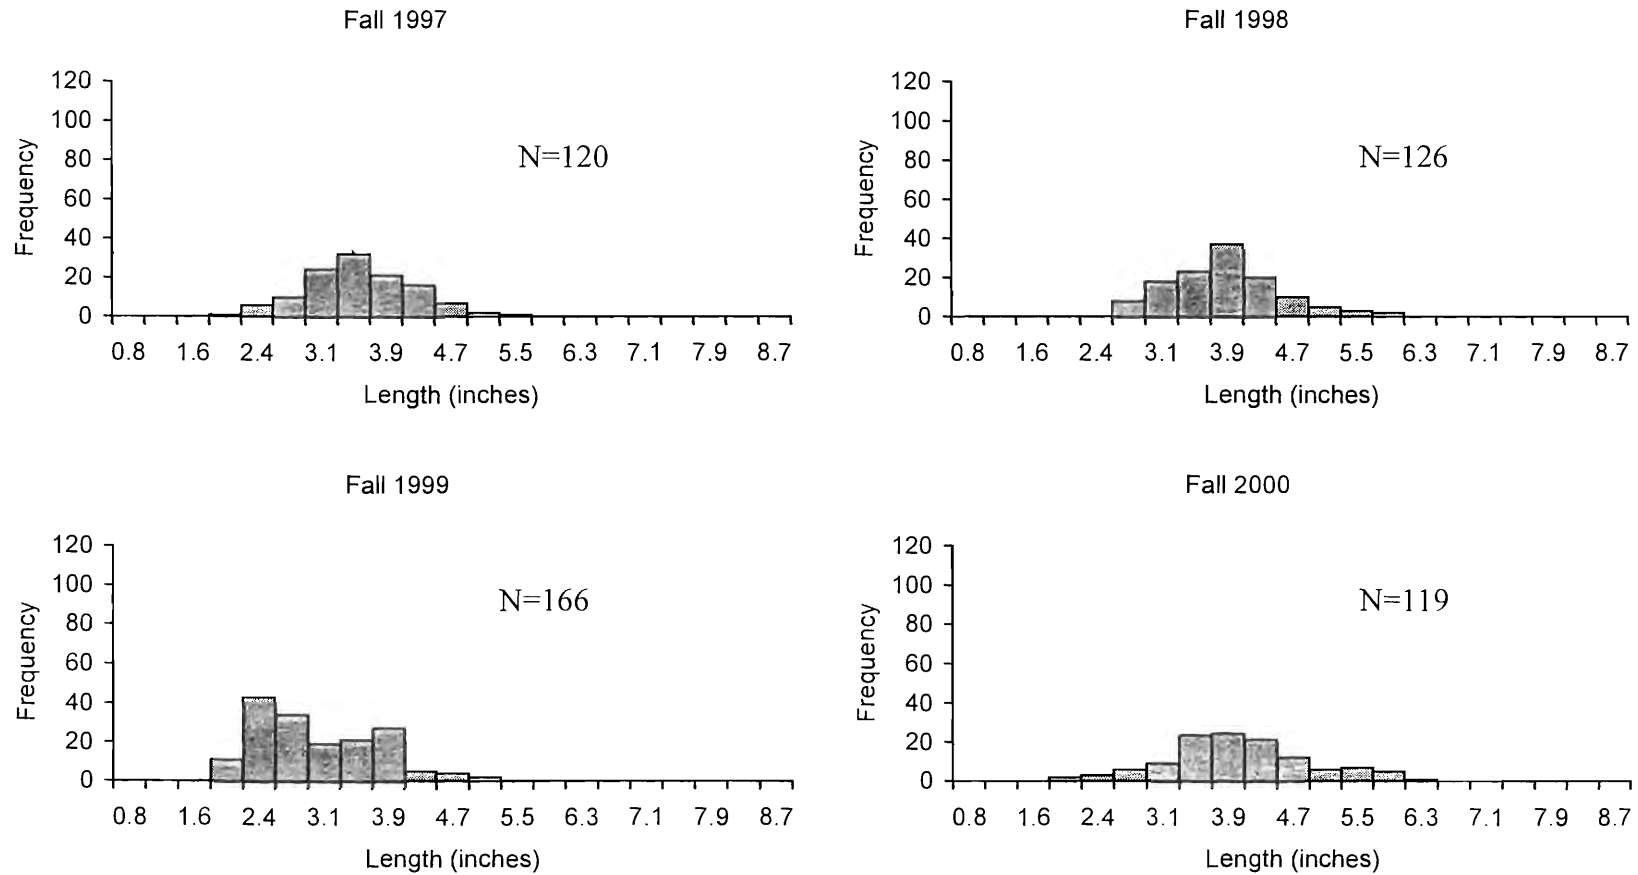 Fall 1997
120
100
80
60
40
20
0
Frequency
N=120
0.8 1.6 2.4 3.1 3.9 4.7 5.5 6.3 7.1 7.9 8.7
Length (inches)
Fall 1998
120
100
80
60
40
20
0
Frequency
N=126
0.8 1.6 2.4 3.1 3.9 4.7 5.5 6.3 7.1 7.9 8.7
Length (inches)
Fall 1999
120
100
80
60
40
20
0
Frequency
N=166
0.8 1.6 2.4 3.1 3.9 4.7 5.5 6.3 7.1 7.9 8.7
Length (inches)
Fall 2000
120
100
80
60
40
20
0
Frequency
N=119
0.8 1.6 2.4 3.1 3.9 4.7 5.5 6.3 7.1 7.9 8.7
Length (inches)